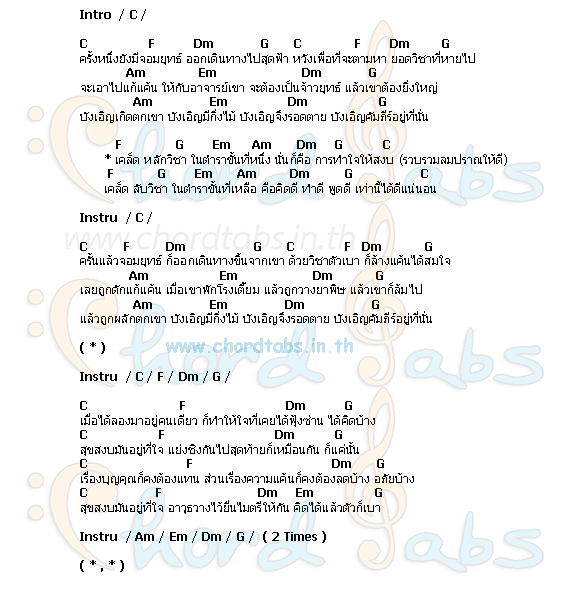 Intro / C /
C F Dm G C F Dm G
ครั้งหนึ่งยังมีจอมยุทธ์ ออกเดินทางไปสุดฟ้า หวังเพื่อที่จะตามหา ยอดวิชาที่หายไป
Am Em Dm G
จะเอาไปแก้แค้น ให้กับอาจารย์เขา จะต้องเป็นจ้าวยุทธ์ แล้วเขาต้องยิ่งใหญ่
Am Em Dm G
บังเอิญเกิดตกเขา บังเอิญมีกิ่งไม้ บังเอิญจึงรอดตาย บังเอิญคัมภีร์อยู่ที่นั่น
F G Em Am Dm G C
* เคล็ด หลักวิชา ในตำราขั้นที่หนึ่ง นั่นก็คือ การทำใจให้สงบ (รวบรวมลมปราณให้ดี)
F G Em Am Dm G C
เคล็ด ลับวิชา ในตำราขั้นที่เหลือ คือคิดดี ทำดี พูดดี เท่านี้ได้ดีแน่นอน
Instru / C /
www.chordtabs.in.th
C F Dm G C F Dm G
ครั้นแล้วจอมยุทธ์ ก็ออกเดินทางขึ้นจากเขา ด้วยวิชาตัวเบา ก็ล้างแค้นได้สมใจ
Am Em Dm G
เลยถูกดักแก้แค้น เมื่อเขาพักโรงเตี๊ยม แล้วถูกวางยาพิษ แล้วเขาก็ล้มไป
Am Em Dm G
แล้วถูกผลักตกเขา บังเอิญมีกิ่งไม้ บังเอิญจึงรอดตาย บังเอิญคัมภีร์อยู่ที่นั่น
( * ) www.chordtabs.in.th
Instru / C / F / Dm / G /
C F Dm G
เมื่อได้ลองมาอยู่คนเดียว ก็ทำให้ใจที่เคยได้ฟุ้งซ่าน ได้คิดบ้าง
C F Dm G
สุขสงบมันอยู่ที่ใจ แย่งชิงกันไปสุดท้ายก็เหมือนกัน ก็แค่นั้น
C F Dm G
เรื่องบุญคุณก็คงต้องแทน ส่วนเรื่องความแค้นก็คงต้องลดบ้าง อภัยบ้าง
C F Dm Em G
สุขสงบมันอยู่ที่ใจ อาวุธวางไว้ยื่นไมตรีให้กัน คิดได้แล้วตัวก็เบา
Instru / Am / Em / Dm / G / ( 2 Times )
( * , * )